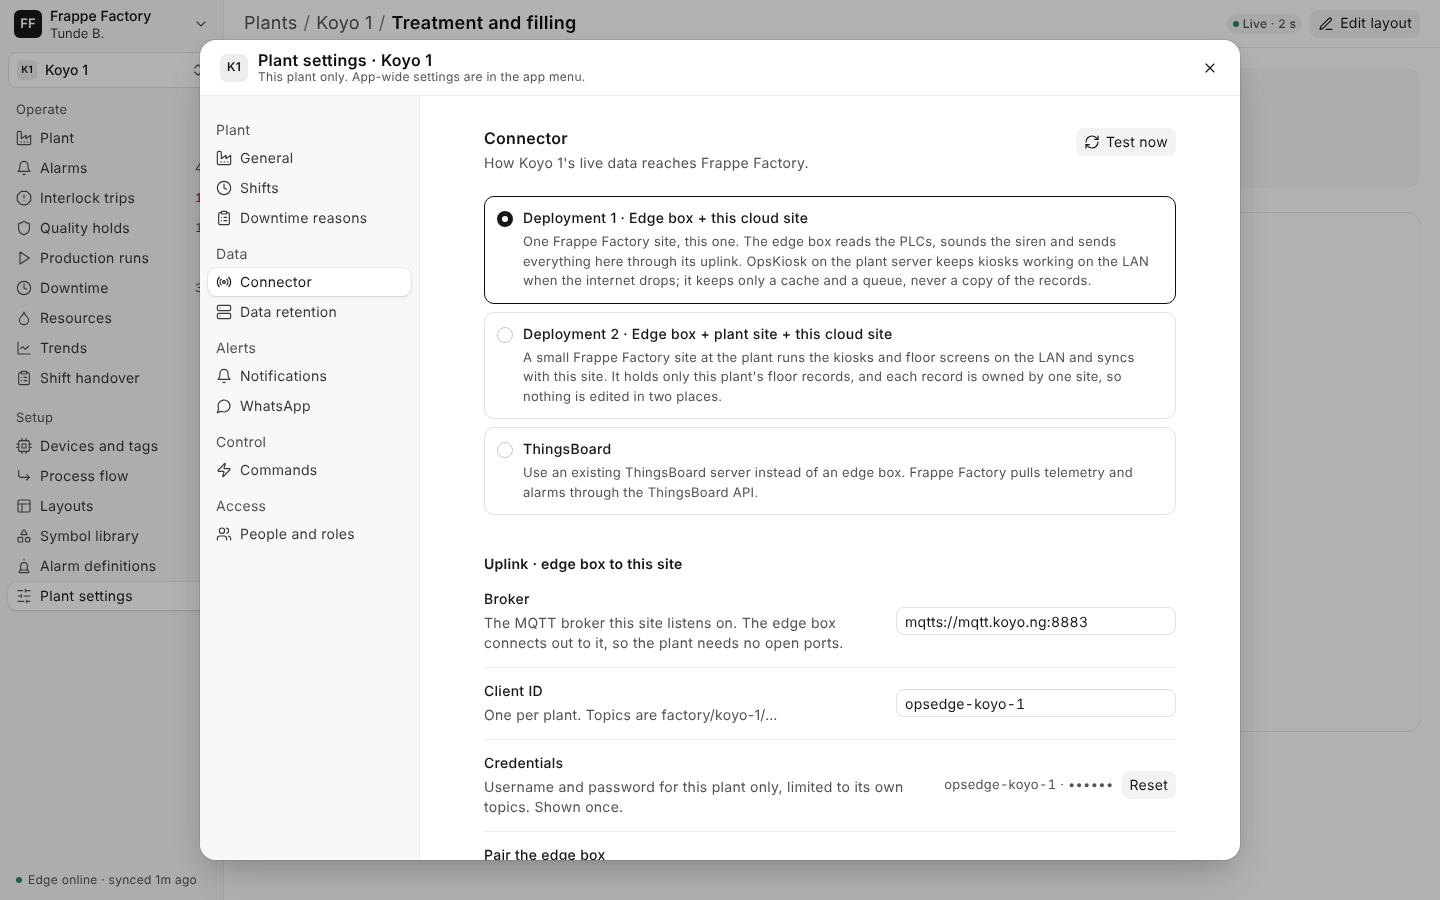 FF Frappe Factory
Tunde B.
Plants / Koyo 1 / Treatment and filling
Live · 2 s
Edit layout
K1 Koyo 1
Operate
Plant
Alarms 4
Interlock trips 1
Quality holds 1
Production runs
Downtime 3
Resources
Trends
Shift handover
Setup
Devices and tags
Process flow
Layouts
Symbol library
Alarm definitions
Plant settings
Edge online · synced 1m ago
K1 Plant settings · Koyo 1
This plant only. App-wide settings are in the app menu.
Plant
General
Shifts
Downtime reasons
Data
Connector
Data retention
Alerts
Notifications
WhatsApp
Control
Commands
Access
People and roles
Connector
How Koyo 1's live data reaches Frappe Factory.
Test now
Deployment 1 · Edge box + this cloud site
One Frappe Factory site, this one. The edge box reads the PLCs, sounds the siren and sends
everything here through its uplink. OpsKiosk on the plant server keeps kiosks working on the LAN
when the internet drops; it keeps only a cache and a queue, never a copy of the records.
Deployment 2 · Edge box + plant site + this cloud site
A small Frappe Factory site at the plant runs the kiosks and floor screens on the LAN and syncs
with this site. It holds only this plant's floor records, and each record is owned by one site, so
nothing is edited in two places.
ThingsBoard
Use an existing ThingsBoard server instead of an edge box. Frappe Factory pulls telemetry and
alarms through the ThingsBoard API.
Uplink · edge box to this site
Broker
The MQTT broker this site listens on. The edge box
connects out to it, so the plant needs no open ports.
mqtts://mqtt.koyo.ng:8883
Client ID
One per plant. Topics are factory/koyo-1/...
opsedge-koyo-1
Credentials
Username and password for this plant only, limited to its own
topics. Shown once.
opsedge-koyo-1 · ••••••
Reset
Pair the edge box